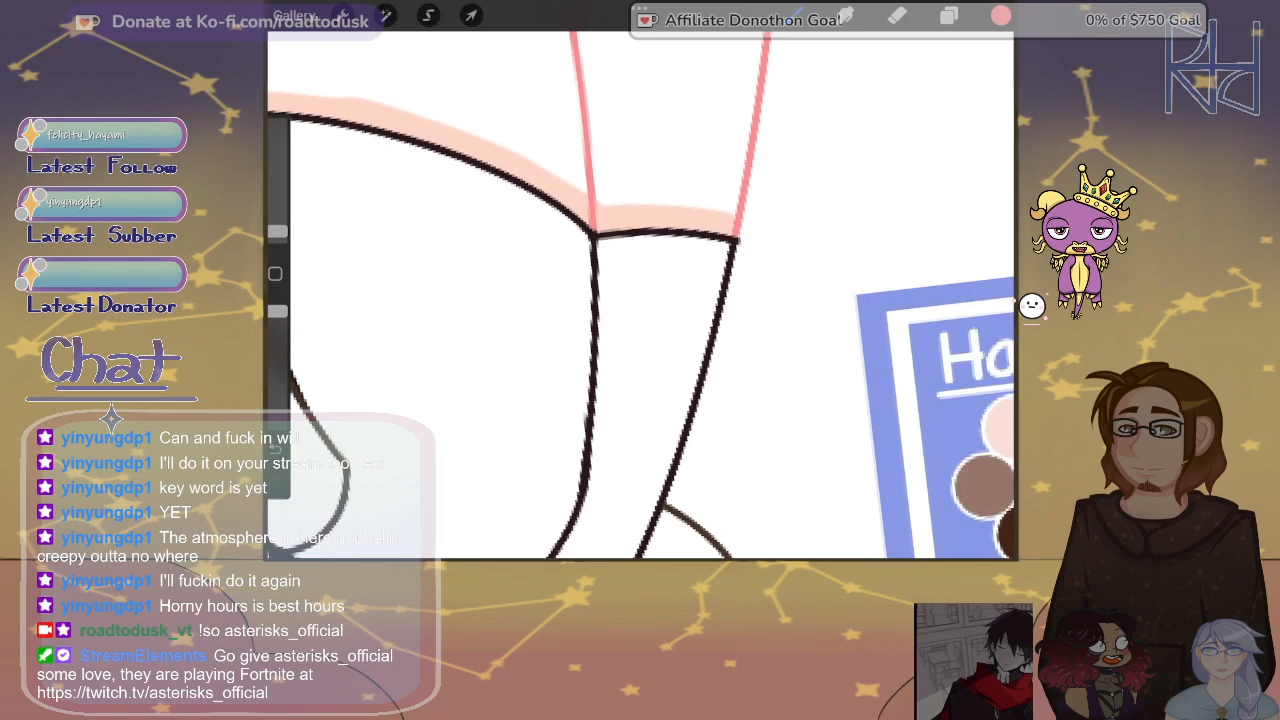 Donate at Ko-fi.com/roadtodusk
Gallery
Affiliate Donothon Goal
0% of $750 Goal
felicity_hayami
Latest Follow
yinyungdp1
Latest Subber
Latest Donator
Chat
yinyungdp1 Can and fuck in will
yinyungdp1 I'll do it on your stream
yinyungdp1 key word is yet
yinyungdp1 YET
yinyungdp1 The atmosphere
creepy outta no where
yinyungdp1 I'll fuckin do it again
yinyungdp1 Horny hours is best hours
roadtodusk_vt !so asterisks_official
StreamElements Go give asterisks_official
some love, they are playing Fortnite at
https://twitch.tv/asterisks_official